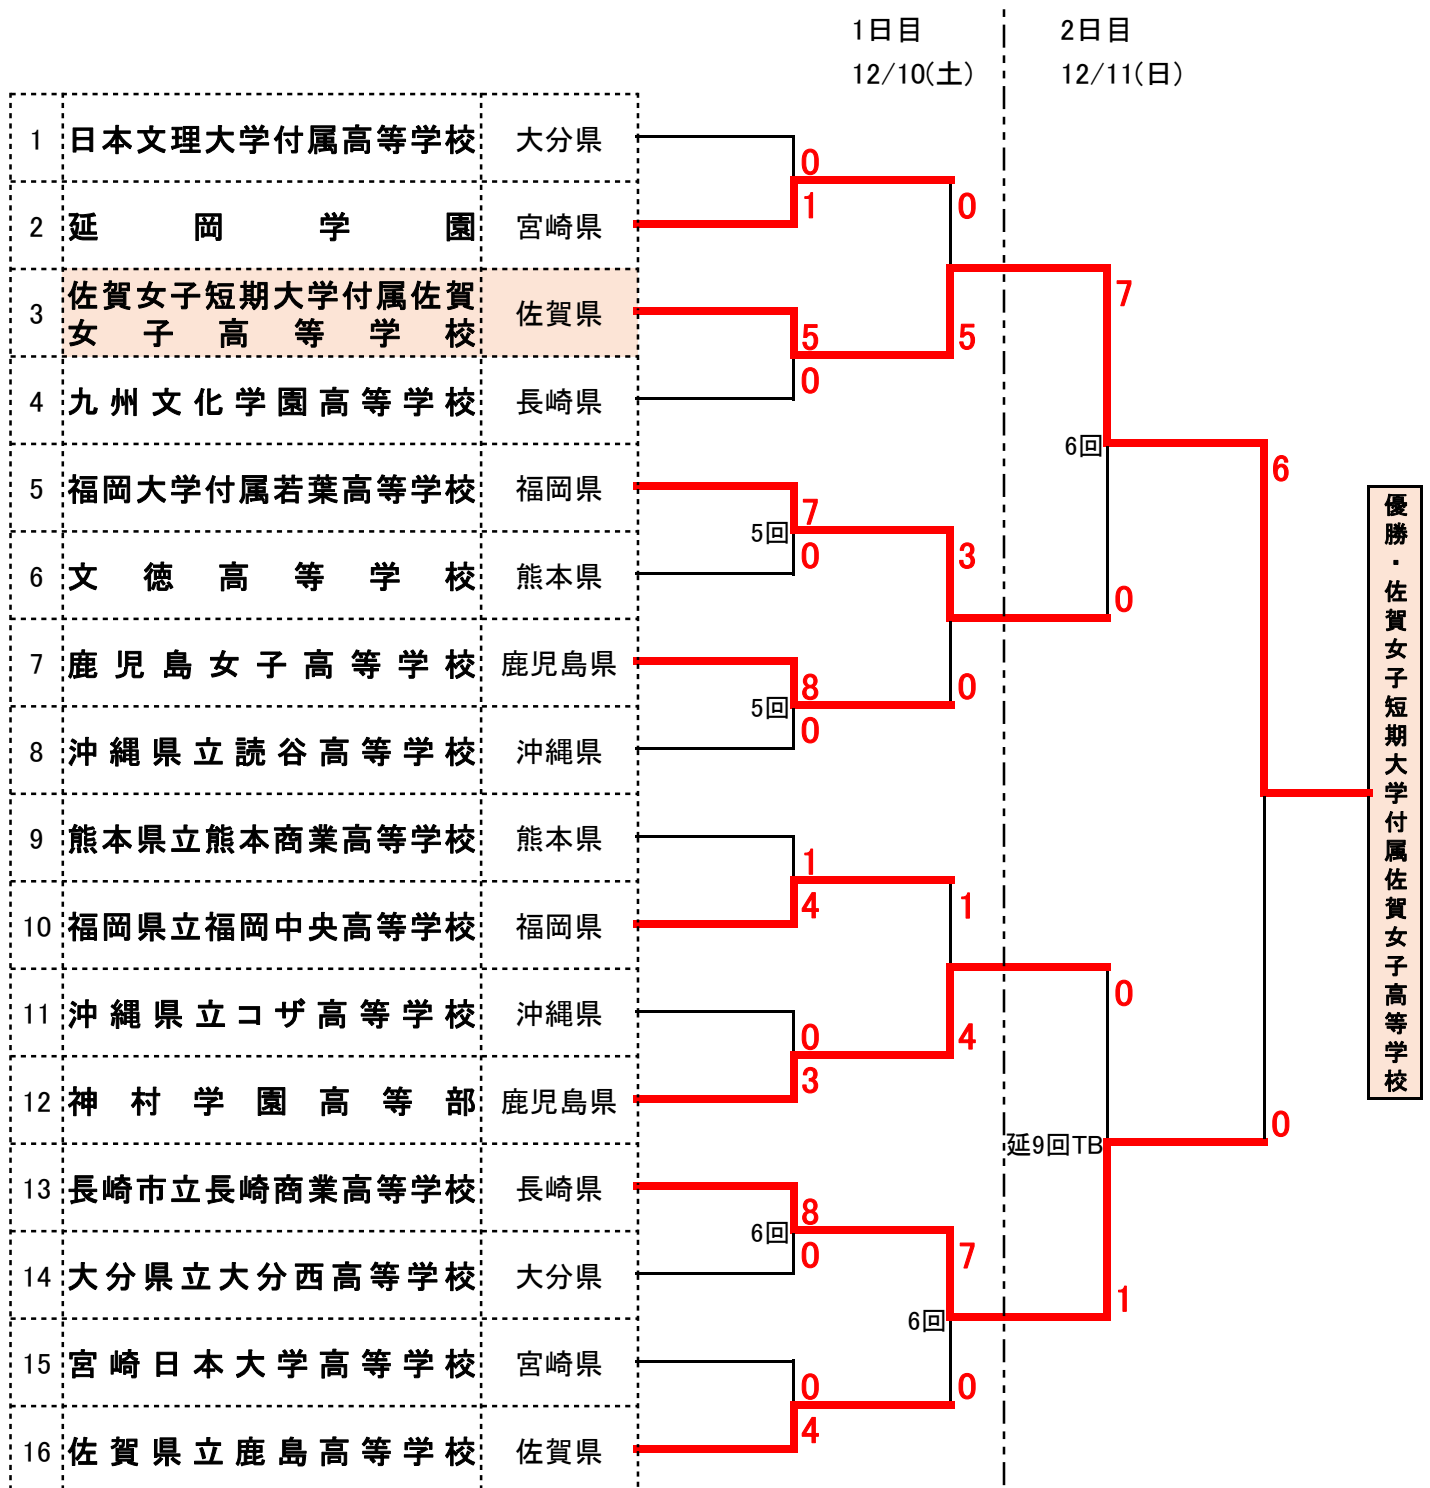 1日目
2日目
12/10(土)
12/11(日)
1 日本文理大学付属高等学校 大分県
0
1
2 延岡学園 宮崎県
0
3 佐賀女子短期大学付属佐賀
女子高等学校 佐賀県
5
0
5
7
4 九州文化学園高等学校 長崎県
6回
6
5 福岡大学付属若葉高等学校 福岡県
7
5回
0
3
6 文徳高等学校 熊本県
0
7 鹿児島女子高等学校 鹿児島県
8
5回
0
0
8 沖縄県立読谷高等学校 沖縄県
9 熊本県立熊本商業高等学校 熊本県
1
4
1
10 福岡県立福岡中央高等学校 福岡県
0
11 沖縄県立コザ高等学校 沖縄県
0
3
4
12 神村学園高等部 鹿児島県
延9回TB
0
13 長崎市立長崎商業高等学校 長崎県
8
6回
0
7
14 大分県立大分西高等学校 大分県
1
6回
15 宮崎日本大学高等学校 宮崎県
0
4
0
16 佐賀県立鹿島高等学校 佐賀県
優勝・佐賀女子短期大学付属佐賀女子高等学校